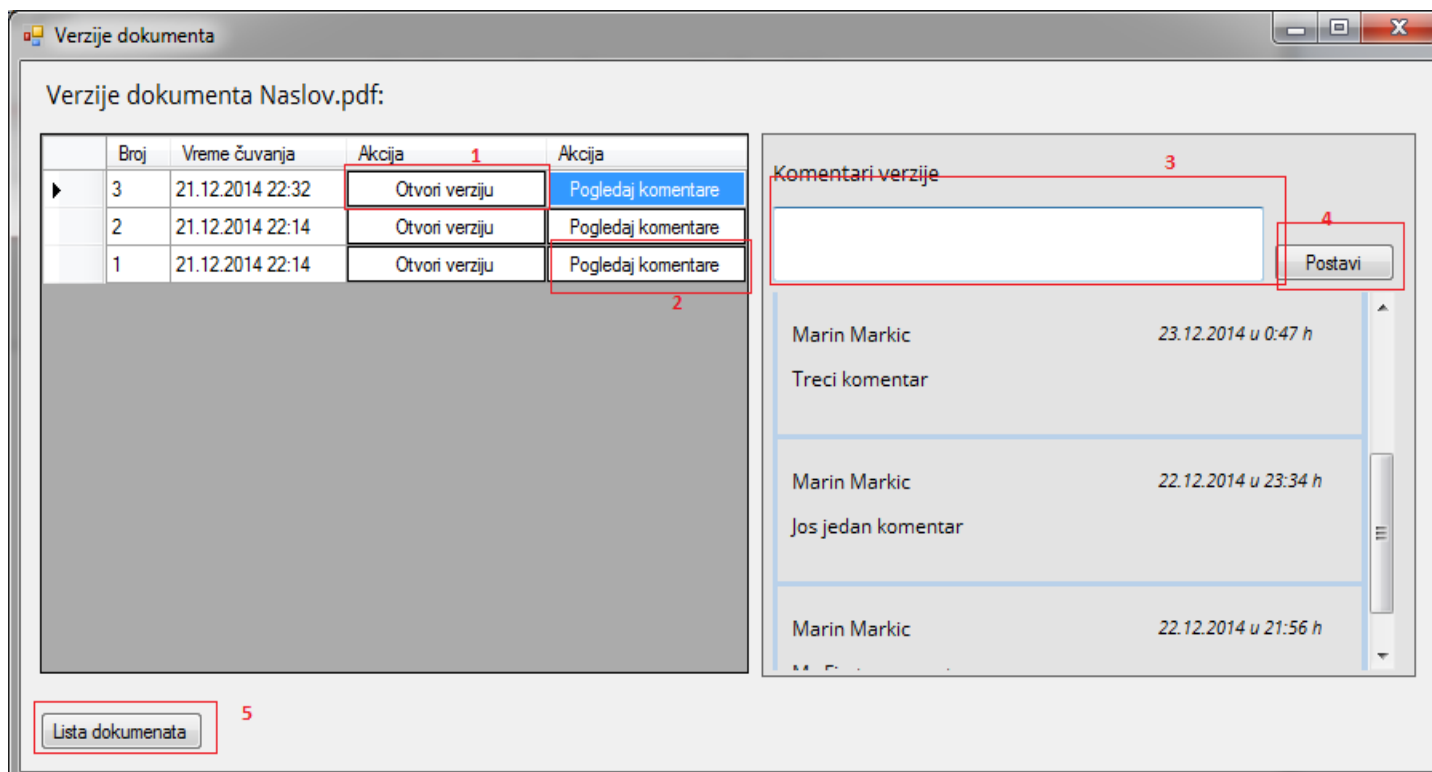 Verzije dokumenta
Verzije dokumenta Naslov.pdf:
Broj Vreme čuvanja Akcija 1 Akcija
3 21.12.2014 22:32 Otvori verziju Pogledaj komentare
2 21.12.2014 22:14 Otvori verziju Pogledaj komentare
1 21.12.2014 22:14 Otvori verziju Pogledaj komentare
2
Komentari verzije 3
4
Postavi
Marin Markic 23.12.2014 u 0:47 h
Treci komentar
Marin Markic 22.12.2014 u 23:34 h
Jos jedan komentar
Marin Markic 22.12.2014 u 21:56 h
Lista dokumenata 5